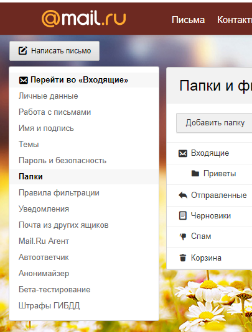 @mail.ru
Письма
Контакт
Написать письмо
Перейти во «Входящие»
Личные данные
Работа с письмами
Имя и подпись
Темы
Пароль и безопасность
Папки
Правила фильтрации
Уведомления
Почта из других ящиков
Mail.Ru Агент
Автоответчик
Анонимайзер
Бета-тестирование
Штрафы ГИБДД
Папки и ф
Добавить папку
Входящие
Приветы
Отправленные
Черновики
Спам
Корзина